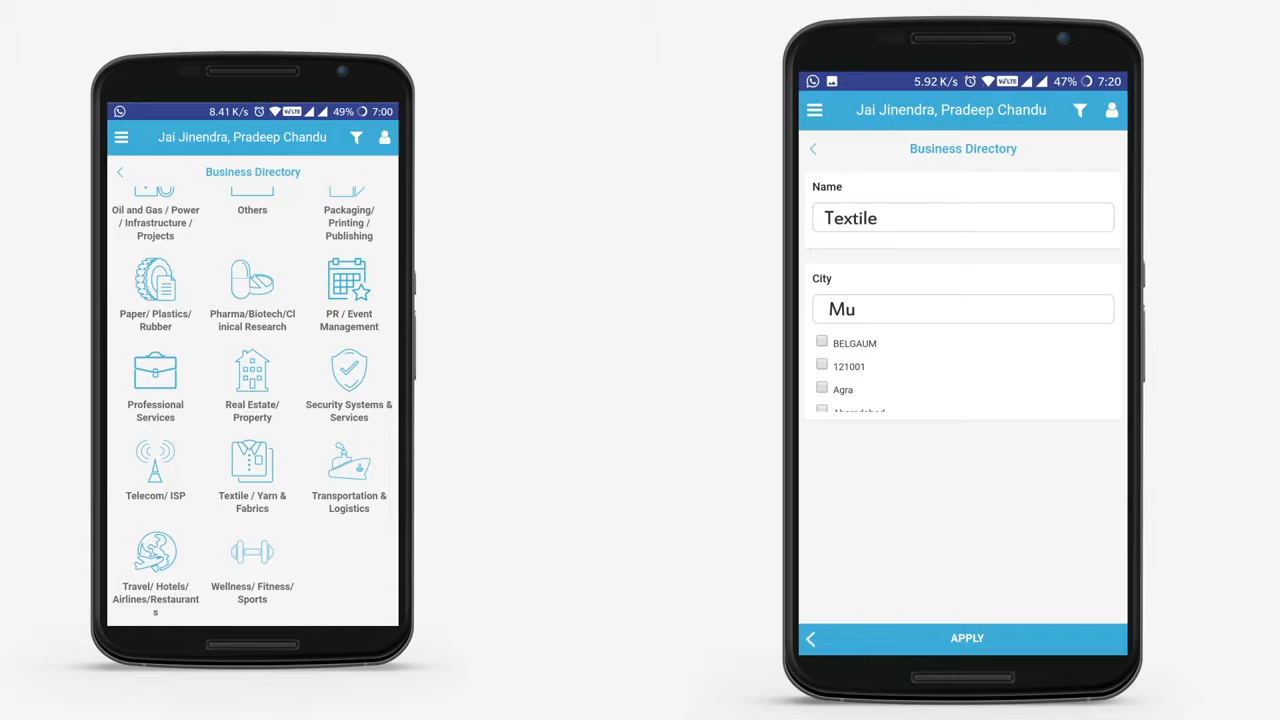 8.41 K/s VoLTE 49% 7:00
Jai Jinendra, Pradeep Chandu
Business Directory
Oil and Gas / Power
/ Infrastructure /
Projects
Others
Packaging/
Printing /
Publishing
Paper/ Plastics/
Rubber
Pharma/Biotech/Cl
inical Research
PR / Event
Management
Professional
Services
Real Estate/
Property
Security Systems &
Services
Telecom/ ISP
Textile / Yarn &
Fabrics
Transportation &
Logistics
Travel/ Hotels/
Airlines/Restaurant
s
Wellness/ Fitness/
Sports
5.92 K/s VoLTE 47% 7:20
Jai Jinendra, Pradeep Chandu
Business Directory
Name
Textile
City
Mu
BELGAUM
121001
Agra
APPLY